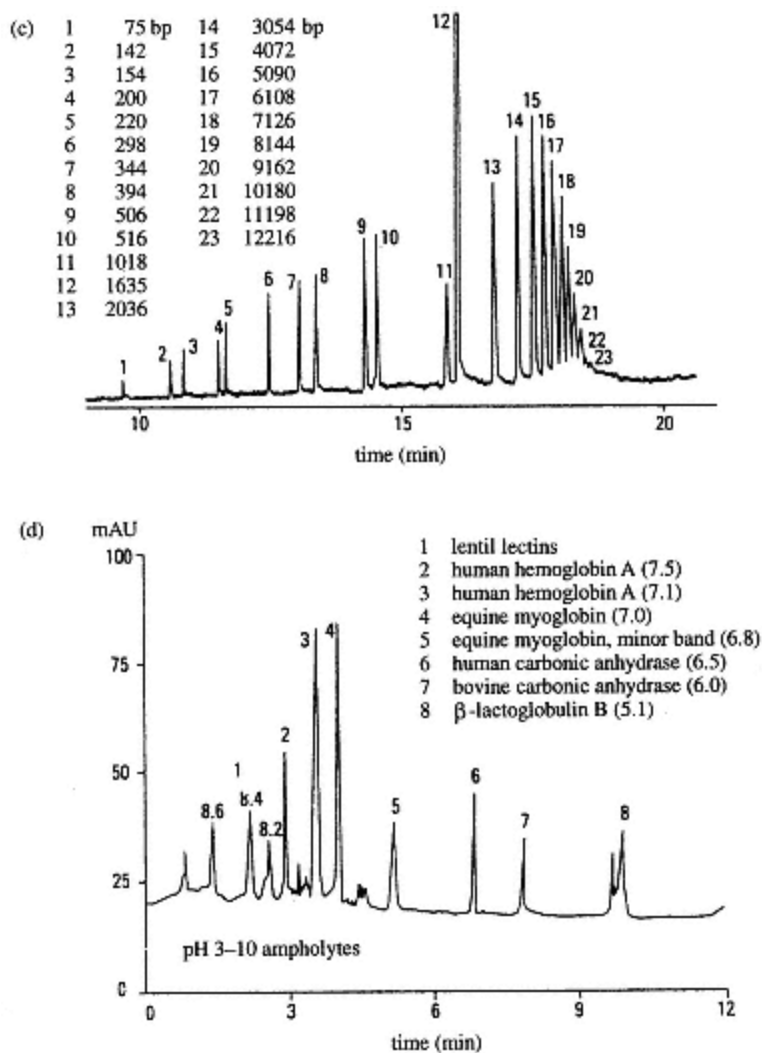 (c) 1 75 bp 14 3054 bp
2 142 15 4072
3 154 16 5090
4 200 17 6108
5 220 18 7126
6 298 19 8144
7 344 20 9162
8 394 21 10180
9 506 22 11198
10 516 23 12216
11 1018
12 1635
13 2036
1 2 3 4 5 6 7 8 9 10 11 12 13 14 15 16 17 18 19 20 21 22 23
10 15 20
time (min)
(d) mAU
100
75
50
25
0
1 lentil lectins
2 human hemoglobin A (7.5)
3 human hemoglobin A (7.1)
4 equine myoglobin (7.0)
5 equine myoglobin, minor band (6.8)
6 human carbonic anhydrase (6.5)
7 bovine carbonic anhydrase (6.0)
8 β-lactoglobulin B (5.1)
8.6 1 8.4 8.2 2 3 4 5 6 7 8
pH 3–10 ampholytes
0 3 6 9 12
time (min)